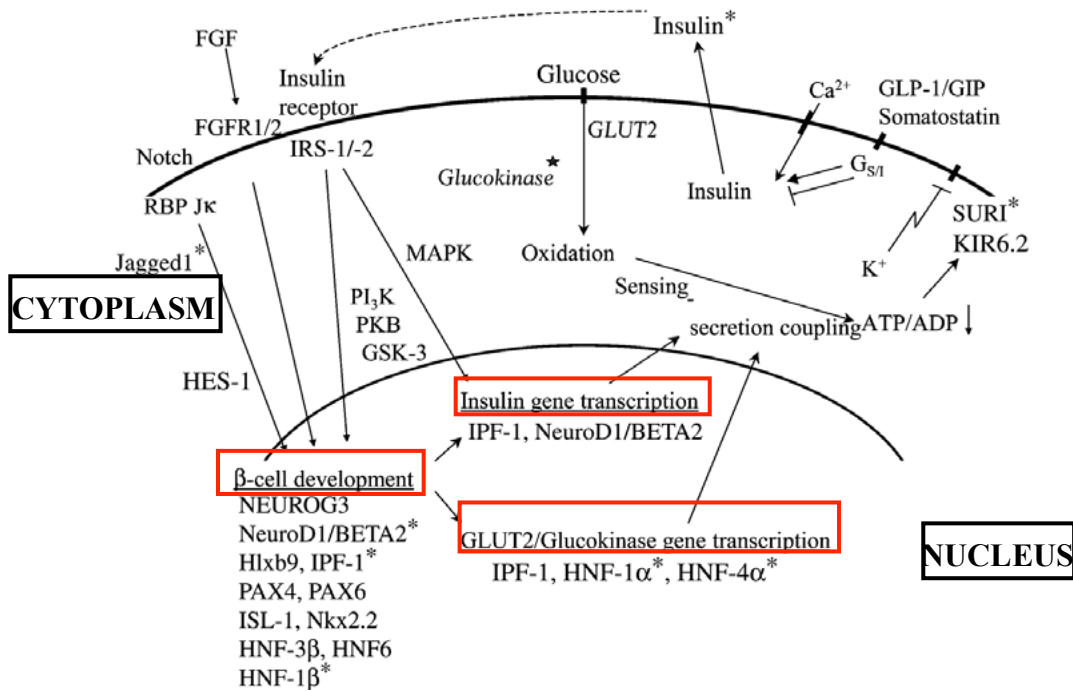 FGF
Insulin*
Insulin
receptor
Glucose
Ca²⁺
GLP-1/GIP
Somatostatin
FGFR1/2
GLUT2
Notch
IRS-1/-2
Glucokinase★
Insulin
G_S/I
RBP Jκ
SURI*
KIR6.2
Jagged1*
MAPK
Oxidation
K⁺
CYTOPLASM
Sensing-
PI₃K
PKB
GSK-3
secretion coupling
ATP/ADP ↓
HES-1
Insulin gene transcription
IPF-1, NeuroD1/BETA2
β-cell development
NEUROG3
NeuroD1/BETA2*
Hlxb9, IPF-1*
PAX4, PAX6
ISL-1, Nkx2.2
HNF-3β, HNF6
HNF-1β*
GLUT2/Glucokinase gene transcription
IPF-1, HNF-1α*, HNF-4α*
NUCLEUS